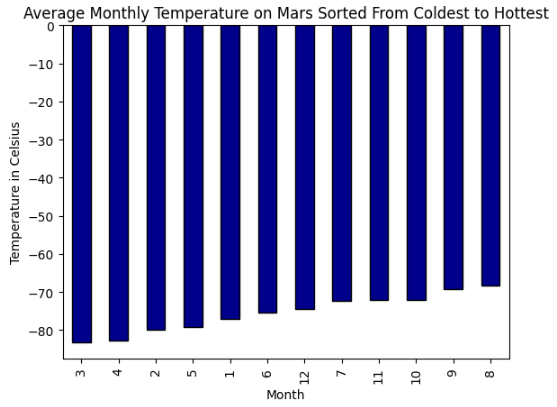 Average Monthly Temperature on Mars Sorted From Coldest to Hottest
0
−10
−20
−30
−40
−50
−60
−70
−80
Temperature in Celsius
3 4 2 5 1 6 12 7 11 10 9 8
Month